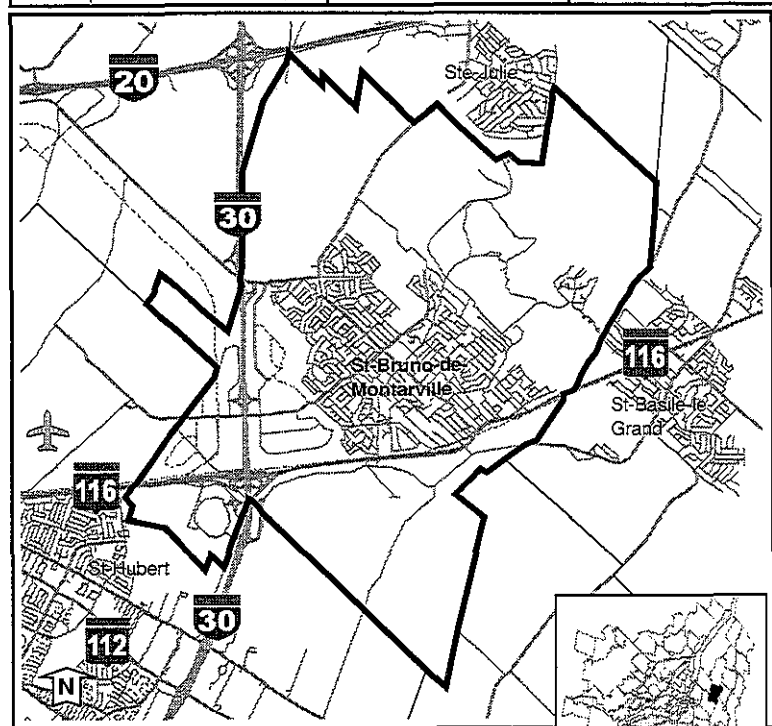 20
Ste-Julie
30
116
St-Bruno-de-
Montarville
St-Basile-le
Grand
116
St-Hubert
30
112
N